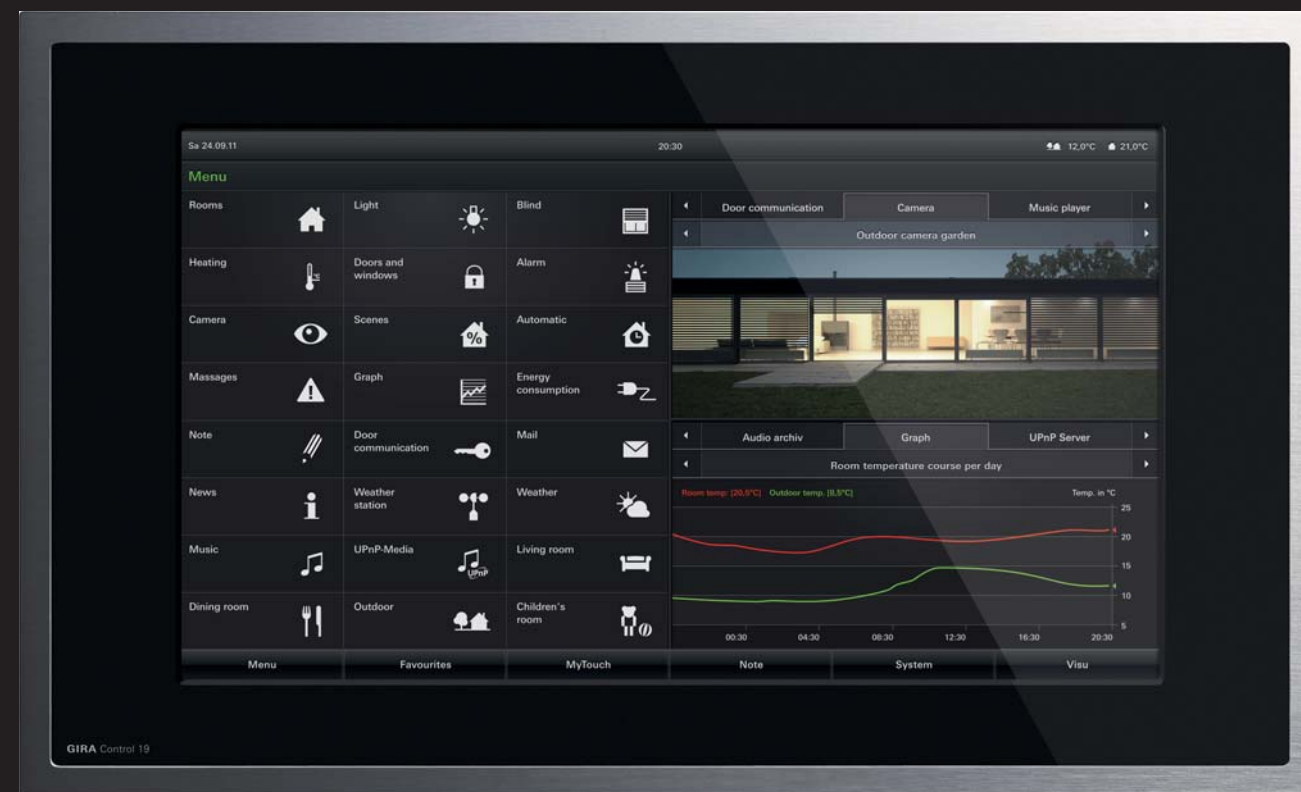 Sa 24.09.11
20:30
12,0°C
21,0°C
Menu
Rooms
Light
Blind
Heating
Doors and
windows
Alarm
Camera
Scenes
%
Automatic
Massages
Graph
Energy
consumption
Note
Door
communication
Mail
News
Weather
station
Weather
Music
UPnP-Media
UPnP
Living room
Dining room
Outdoor
Children's
room
Door communication
Camera
Music player
Outdoor camera garden
Audio archiv
Graph
UPnP Server
Room temperature course per day
Room temp: [20,5°C] Outdoor temp. [8,5°C]
Temp. in °C
25
20
15
10
5
00:30 04:30 08:30 12:30 16:30 20:30
Menu
Favourites
MyTouch
Note
System
Visu
GIRA Control 19